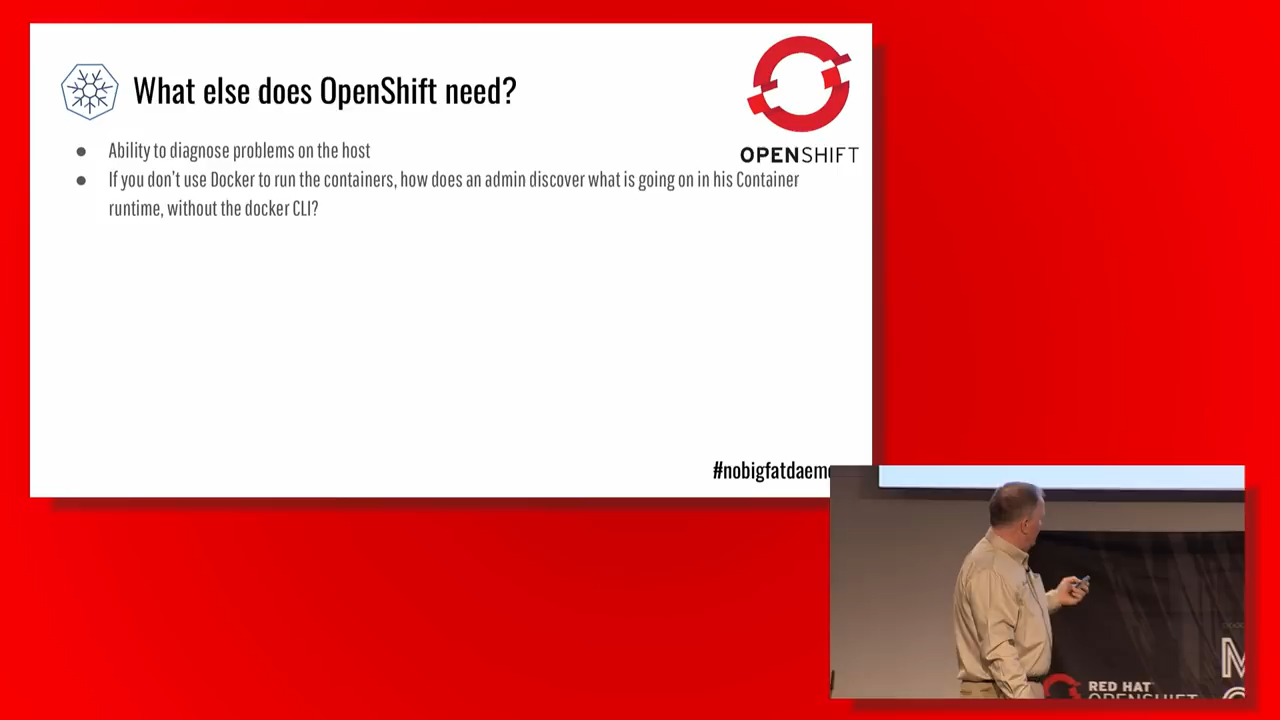 What else does OpenShift need?
OPENSHIFT
● Ability to diagnose problems on the host
● If you don't use Docker to run the containers, how does an admin discover what is going on in his Container
runtime, without the docker CLI?
#nobigfatdaem
RED HAT
OPENSHIFT
M